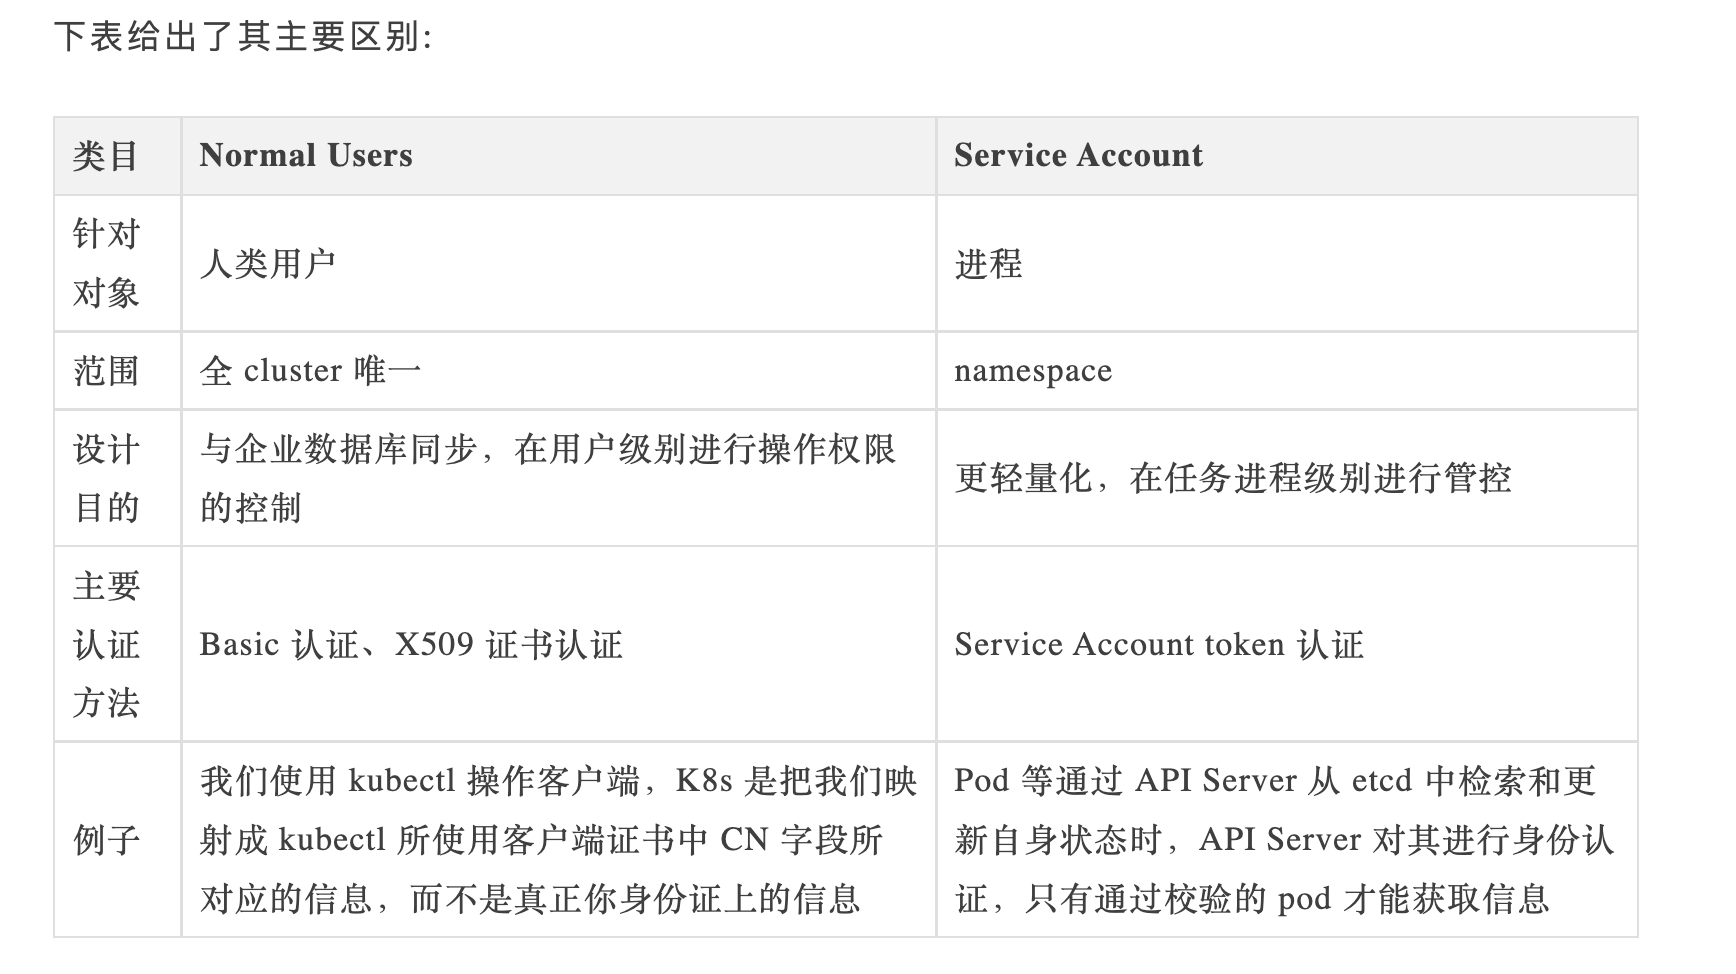 下表给出了其主要区别:
类目 Normal Users Service Account
针对
对象
人类用户
进程
范围 全 cluster 唯一 namespace
设计
目的
与企业数据库同步，在用户级别进行操作权限
的控制
更轻量化，在任务进程级别进行管控
主要
认证
方法
Basic 认证、X509 证书认证
Service Account token 认证
例子
我们使用 kubectl 操作客户端，K8s 是把我们映
射成 kubectl 所使用客户端证书中 CN 字段所
对应的信息，而不是真正你身份证上的信息
Pod 等通过 API Server 从 etcd 中检索和更
新自身状态时，API Server 对其进行身份认
证，只有通过校验的 pod 才能获取信息